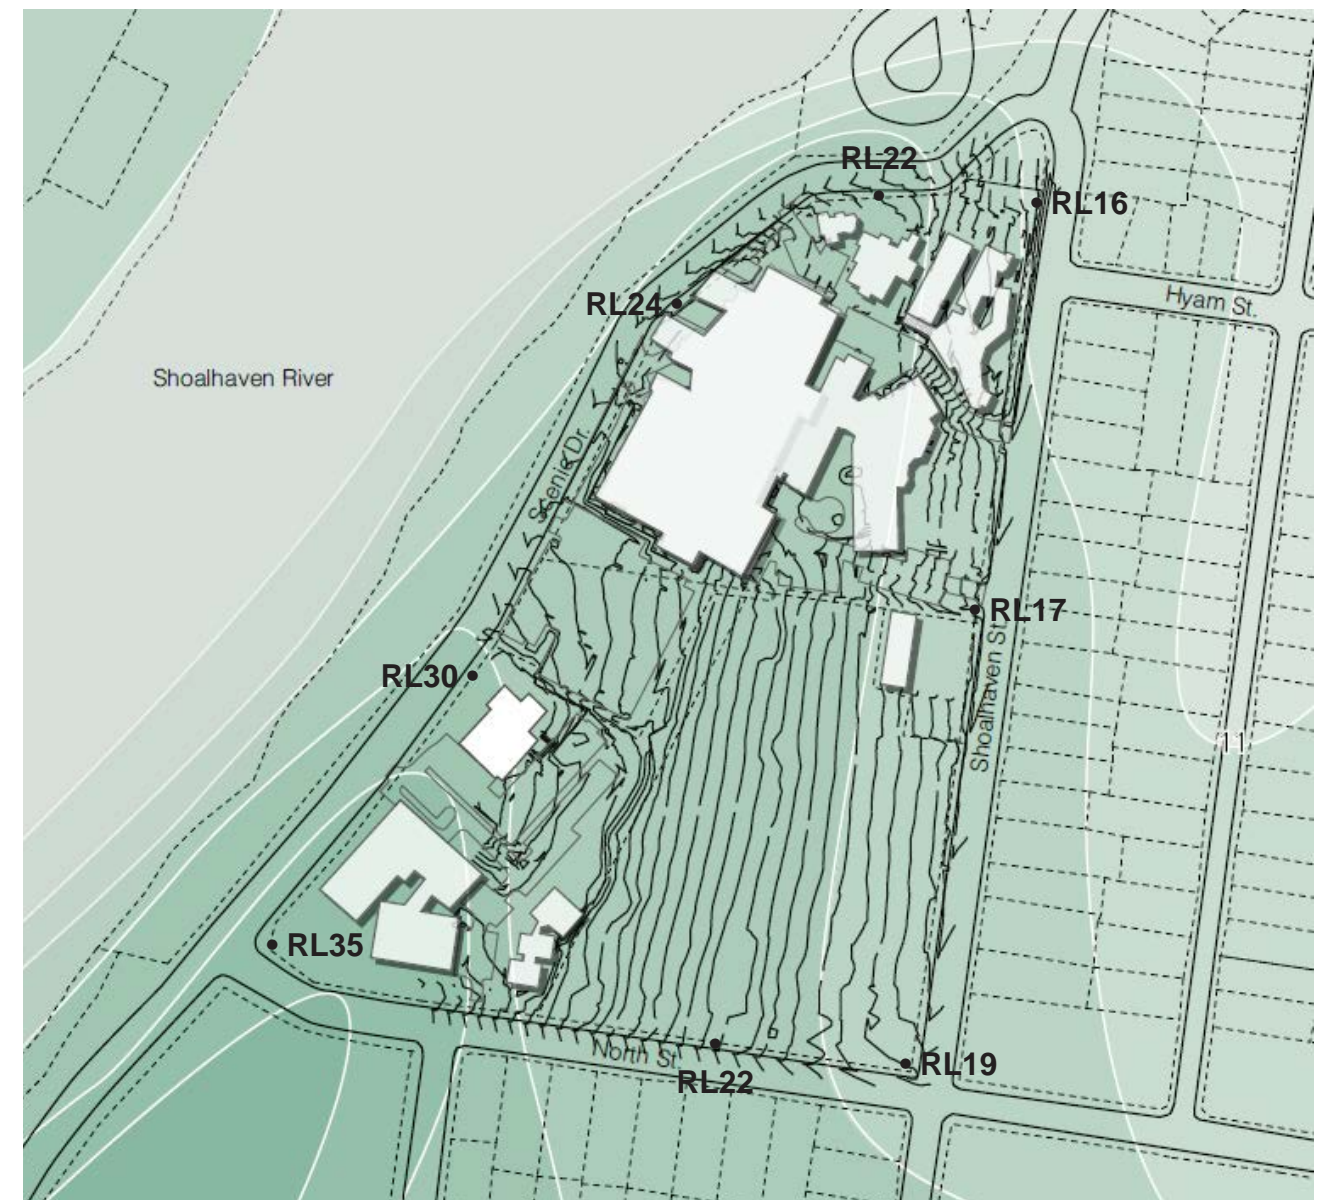 RL22
RL16
Hyam St.
RL24
Shoalhaven River
Scenic Dr.
RL17
Shoalhaven St.
RL30
11
RL35
North St.
RL19
RL22